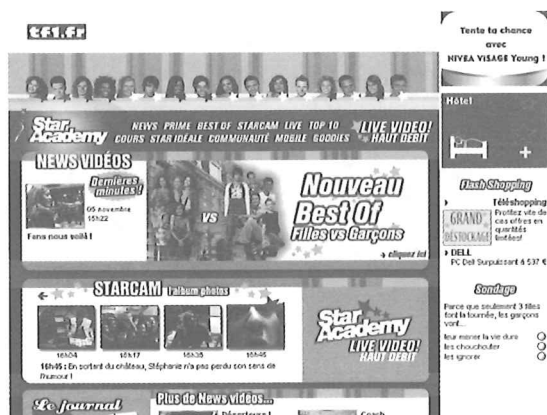 tf1.fr
Tente ta chance
avec
NIVEA VISAGE Young !
Star Academy
NEWS PRIME BEST OF STARCAM LIVE TOP 10
COURS STAR IDÉALE COMMUNAUTÉ MOBILE GOODIES
LIVE VIDEO!
HAUT DEBIT
Hôtel
NEWS VIDÉOS
Dernières
minutes !
05 novembre
15h22
Fans nous voilà !
VS
Nouveau
Best Of
Filles vs Garçons
cliquez ici
Flash Shopping
Téléshopping
GRAND
DÉSTOCKAGE
Profitez vite de
ces offres en
quantités
limitées!
DELL
PC Dell Surpuissant à 537 €
STARCAM l'album photos
16h04
16h17
16h35
16h45
16h45 : En sortant du château, Stéphanie n'a pas perdu son sens de
l'humour !
Star Academy
LIVE VIDEO!
HAUT DEBIT
Sondage
Parce que seulement 3 filles
font la tournée, les garçons
vont...
leur mener la vie dure
les chouchouter
les ignorer
Le journal
Plus de News vidéos...
Coach